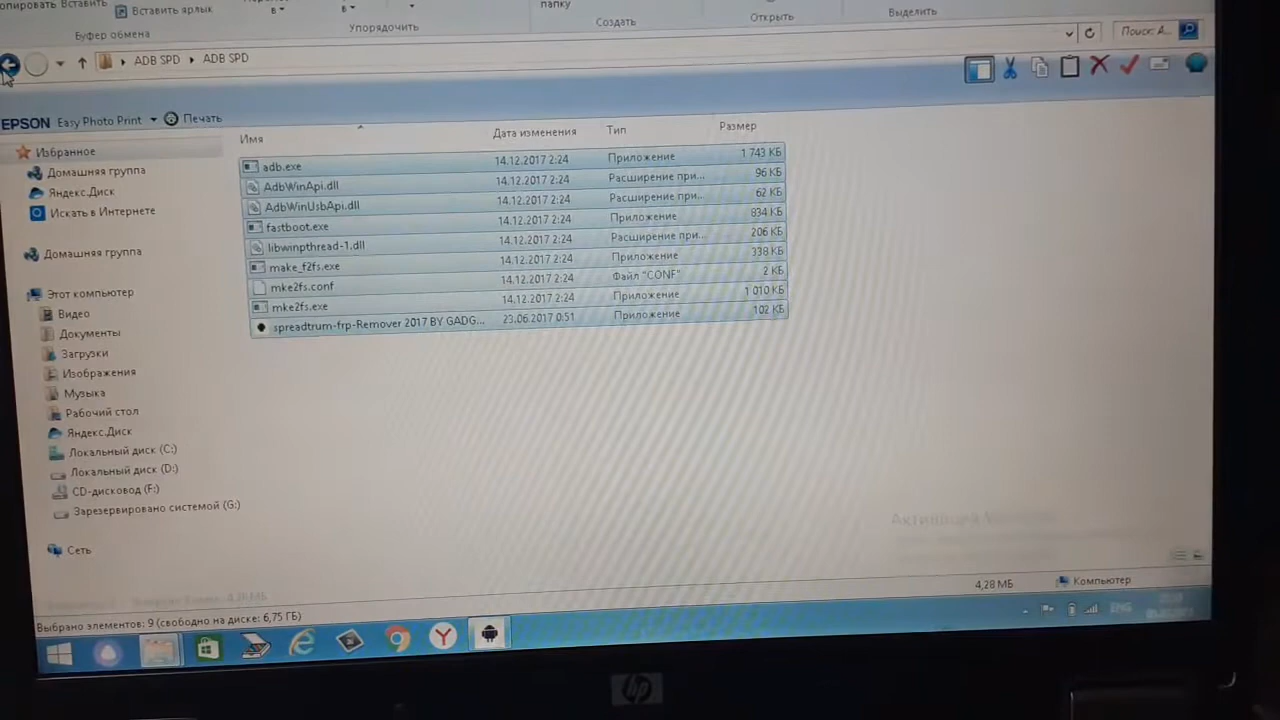 Вставить
Вставить ярлык
Буфер обмена
в
в
Упорядочить
папку
Создать
Открыть
Выделить
ADB SPD ADB SPD
Поиск: A...
EPSON Easy Photo Print Печать
Имя Дата изменения Тип Размер
adb.exe 14.12.2017 2:24 Приложение 1 743 КБ
AdbWinApi.dll 14.12.2017 2:24 Расширение при... 96 КБ
AdbWinUsbApi.dll 14.12.2017 2:24 Расширение при... 62 КБ
fastboot.exe 14.12.2017 2:24 Приложение 834 КБ
libwinpthread-1.dll 14.12.2017 2:24 Расширение при... 206 КБ
make_f2fs.exe 14.12.2017 2:24 Приложение 338 КБ
mke2fs.conf 14.12.2017 2:24 Файл "CONF" 2 КБ
mke2fs.exe 14.12.2017 2:24 Приложение 1 010 КБ
spreadtrum-frp-Remover 2017 BY GADG... 23.06.2017 0:51 Приложение 102 КБ
Избранное
Домашняя группа
Яндекс.Диск
Искать в Интернете
Домашняя группа
Этот компьютер
Видео
Документы
Загрузки
Изображения
Музыка
Рабочий стол
Яндекс.Диск
Локальный диск (C:)
Локальный диск (D:)
CD-дисковод (F:)
Зарезервировано системой (G:)
Сеть
4,28 МБ Компьютер
Выбрано элементов: 9 (свободно на диске: 6,75 ГБ)
ENG
hp